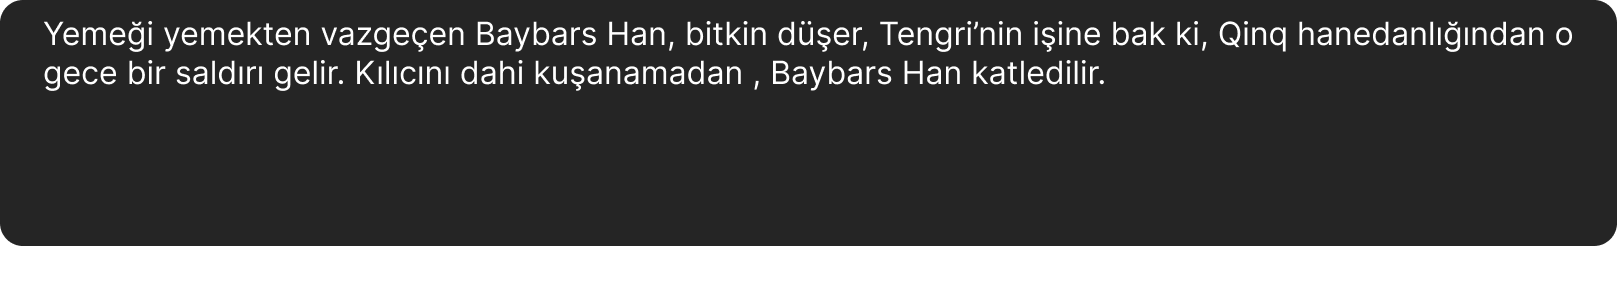 Yemeği yemekten vazgeçen Baybars Han, bitkin düşer, Tengri’nin işine bak ki, Qinq hanedanlığından o
gece bir saldırı gelir. Kılıcını dahi kuşanamadan , Baybars Han katledilir.